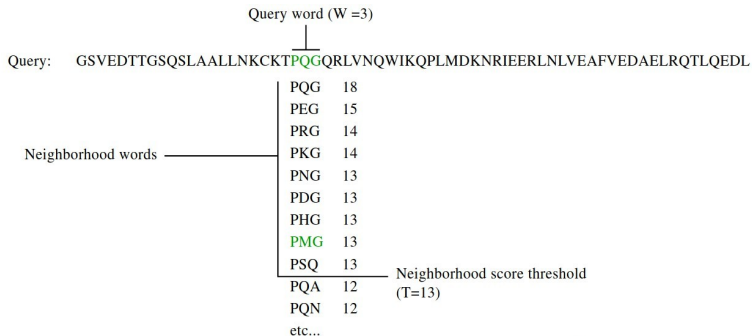 Query word (W =3)
Query: GSVEDTTGSQSLAALLNKCKTPQGQRLVNQWIKQPLMDKNRIEERLNLVEAFVEDAELRQTLQEDL
PQG 18
PEG 15
PRG 14
PKG 14
Neighborhood words
PNG 13
PDG 13
PHG 13
PMG 13
PSQ 13
Neighborhood score threshold
(T=13)
PQA 12
PQN 12
etc...